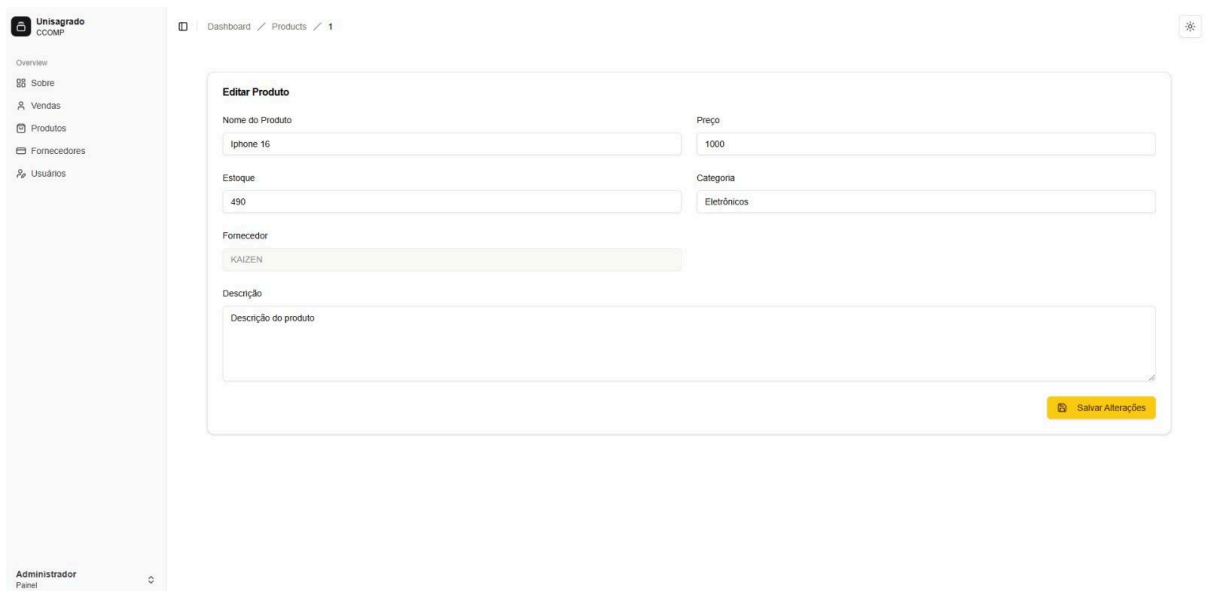 Unisagrado
CCOMP
Overview
Sobre
Vendas
Produtos
Fornecedores
Usuários
Administrador
Painel
Dashboard / Products / 1
Editar Produto
Nome do Produto
Iphone 16
Preço
1000
Estoque
490
Categoria
Eletrônicos
Fornecedor
KAIZEN
Descrição
Descrição do produto
Salvar Alterações